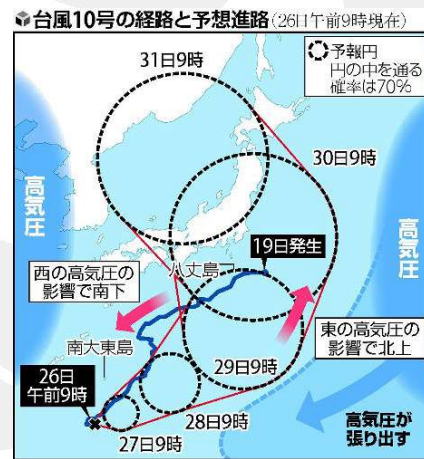 台風10号の経路と予想進路(26日午前9時現在)
予報円
円の中を通る
確率は70%
31日9時
30日9時
高気圧
高気圧
19日発生
八丈島
西の高気圧の
影響で南下
南大東島
東の高気圧の
影響で北上
26日
午前9時
29日9時
28日9時
27日9時
高気圧が
張り出す